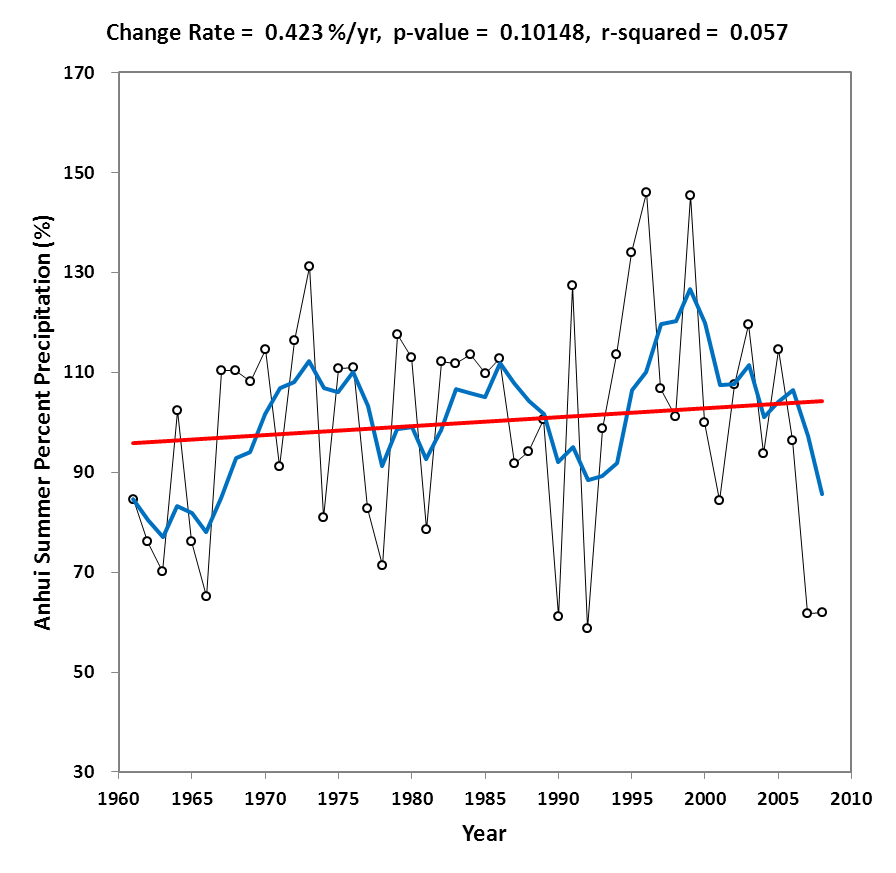 Change Rate = 0.423 %/yr, p-value = 0.10148, r-squared = 0.057
170
150
130
110
90
70
50
30
Anhui Summer Percent Precipitation (%)
1960 1965 1970 1975 1980 1985 1990 1995 2000 2005 2010
Year